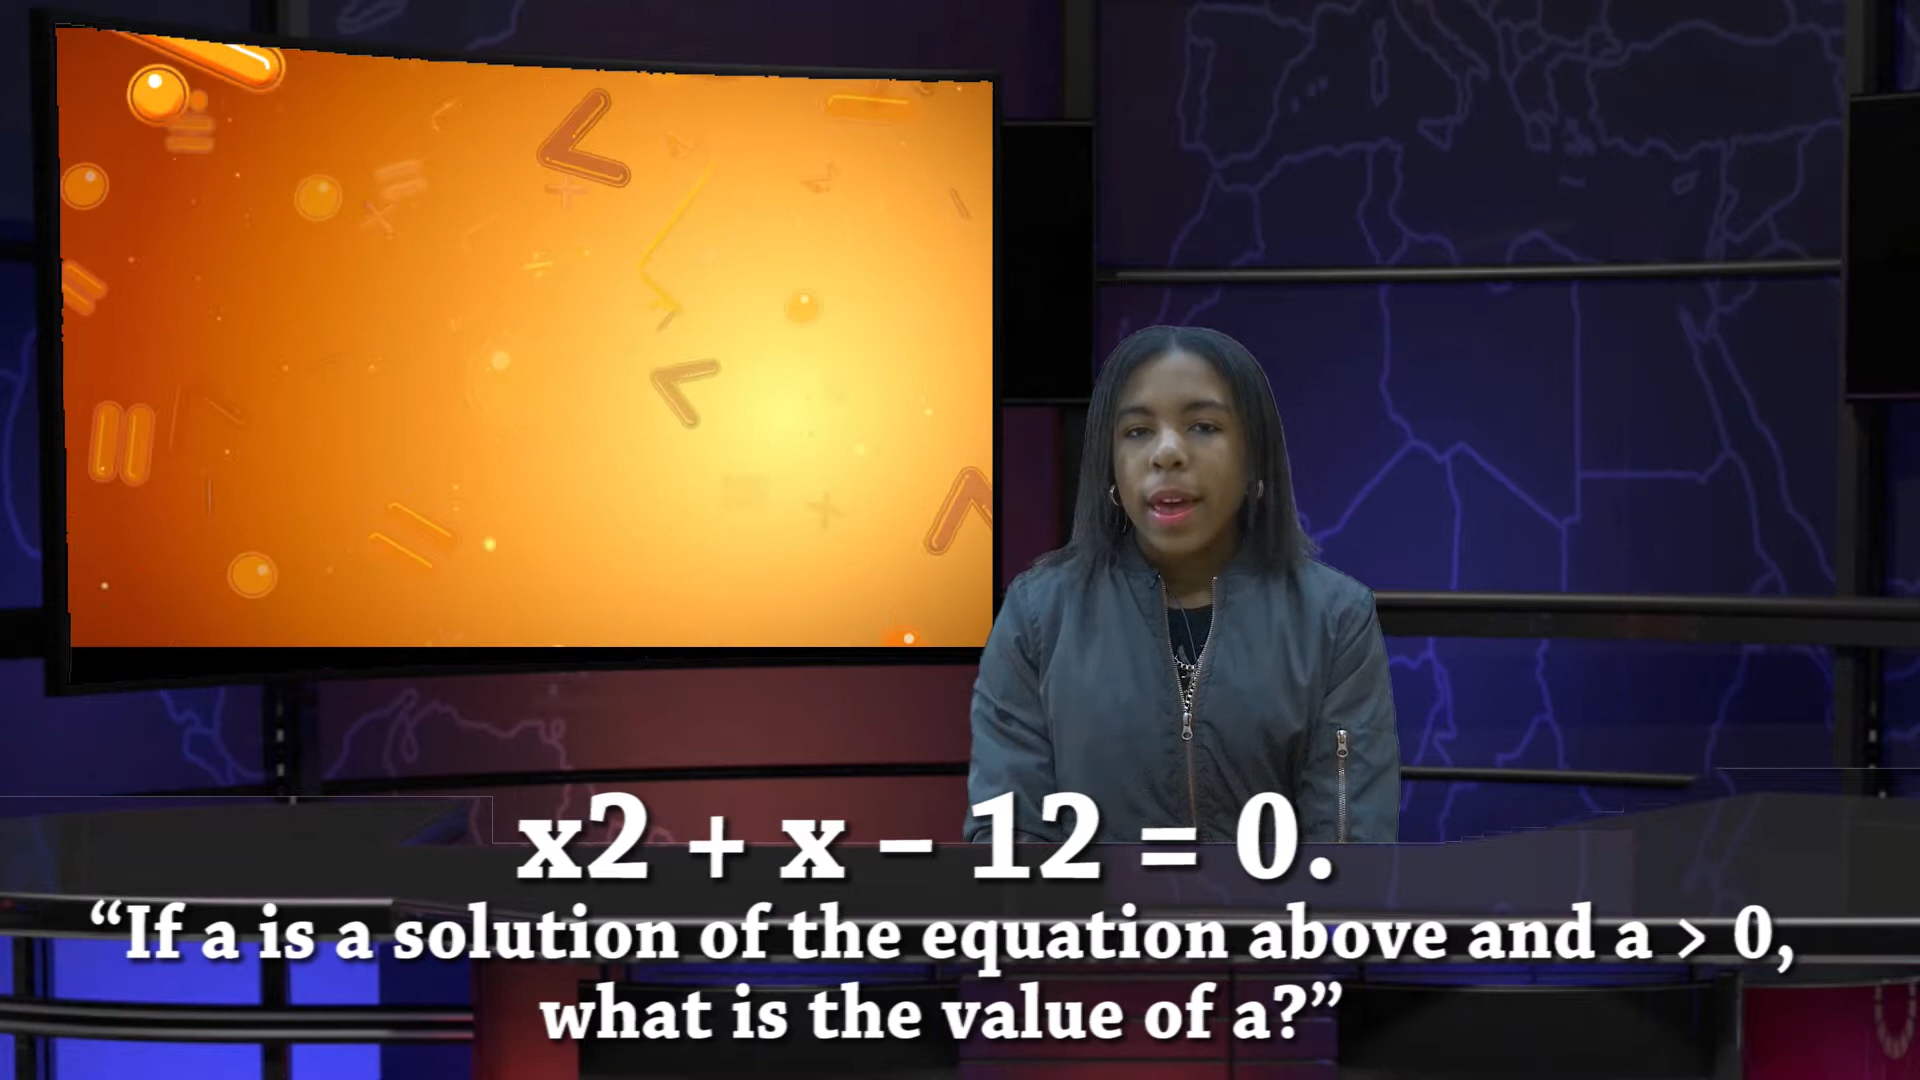 x2 + x – 12 = 0.
“If a is a solution of the equation above and a > 0,
what is the value of a?”